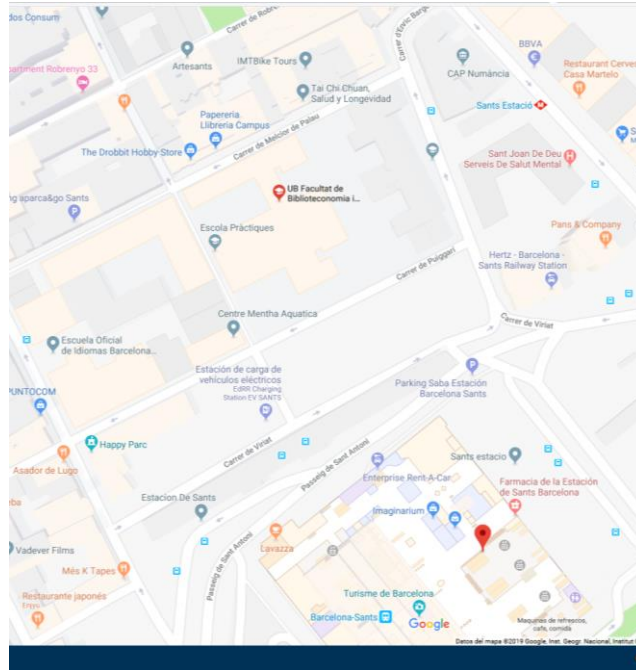 dos Consum
Carrer de Robre
Artesants
IMTBike Tours
Carrer d'Enric Barg
BBVA
CAP Numància
Restaurant Cerve
Casa Martelo
artment Robrenyo 33
Tai Chi Chuan,
Salud y Longevidad
Sants Estació
Papereria
Llibreria Campus
The Drobbit Hobby Store
Carrer de Melcior de Palau
Sant Joan De Deu
Serveis De Salut Mental
UB Facultat de
Biblioteconomia i...
ng aparca&go Sants
Escola Pràctiques
Pans & Company
Hertz - Barcelona -
Sants Railway Station
Carrer de Puiggarí
Centre Mentha Aquatica
Carrer de Viriat
Escuela Oficial
de Idiomas Barcelona...
Estación de carga de
vehículos eléctricos
EdRR Charging
Station EV SANTS
Parking Saba Estación
Barcelona Sants
PUNTOCOM
Happy Parc
Carrer de Viriat
Passeig de Sant Antoni
Sants estacio
Asador de Lugo
Enterprise Rent-A-Car
Farmacia de la Estación
de Sants Barcelona
Estacion De Sants
Imaginarium
Lavazza
Vadever Films
Més K Tapes
Passeig de Sant Antoni
Turisme de Barcelona
Restaurante japonés
Barcelona-Sants
Google
Maquinas de refrescos,
cafe, comida
Datos del mapa ©2019 Google, Inst. Geogr. Nacional, Institut